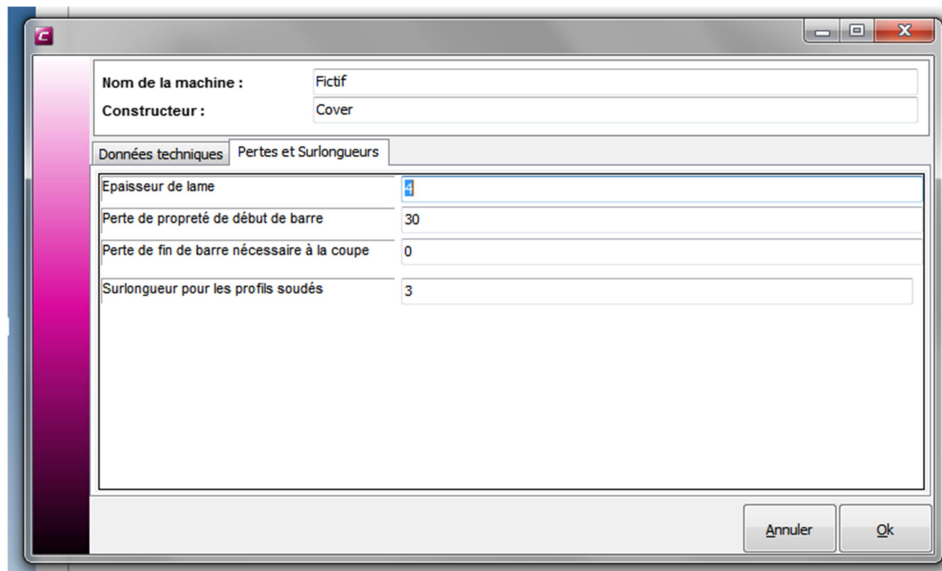 C
Nom de la machine : Fictif
Constructeur : Cover
Données techniques Pertes et Surlongueurs
Epaisseur de lame 4
Perte de propreté de début de barre 30
Perte de fin de barre nécessaire à la coupe 0
Surlongueur pour les profils soudés 3
Annuler Ok